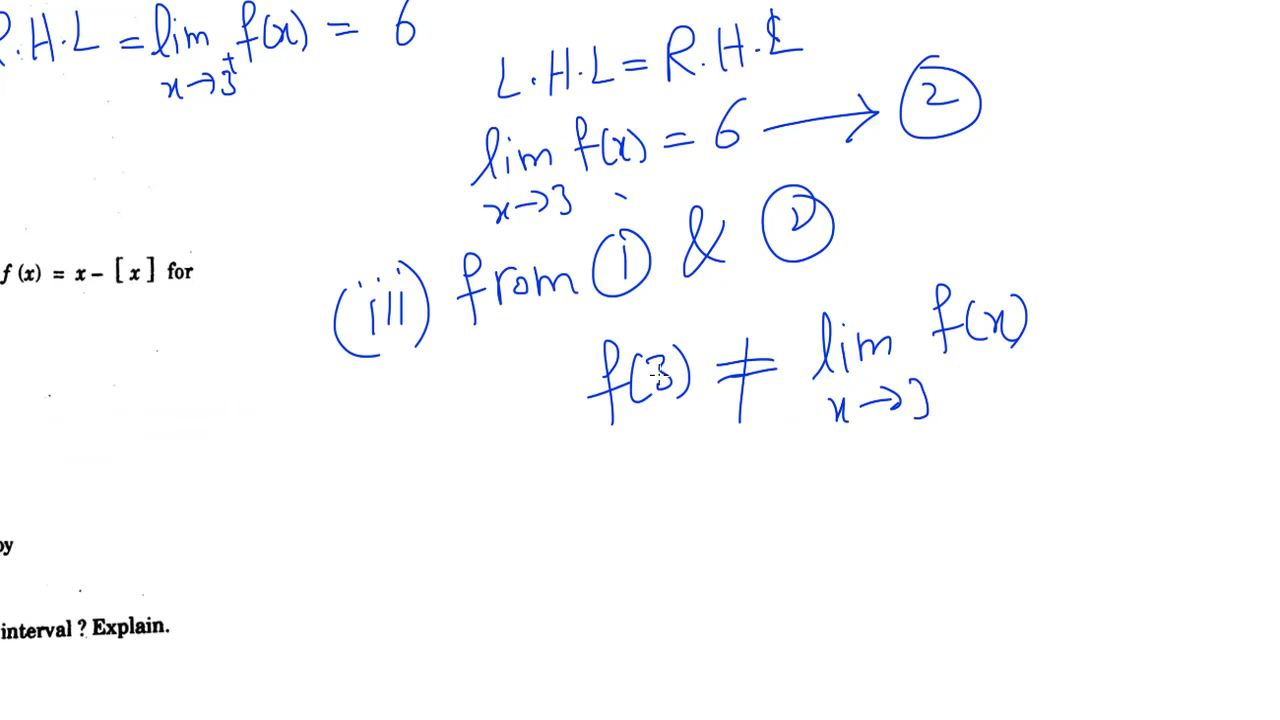 R.H.L = lim f(x) = 6
x→3⁺
L.H.L = R.H.L
lim f(x) = 6 → ②
x→3
(iii) from ① & ②
f(3) ≠ lim f(x)
x→3
f (x) = x – [ x ] for
by
interval ? Explain.